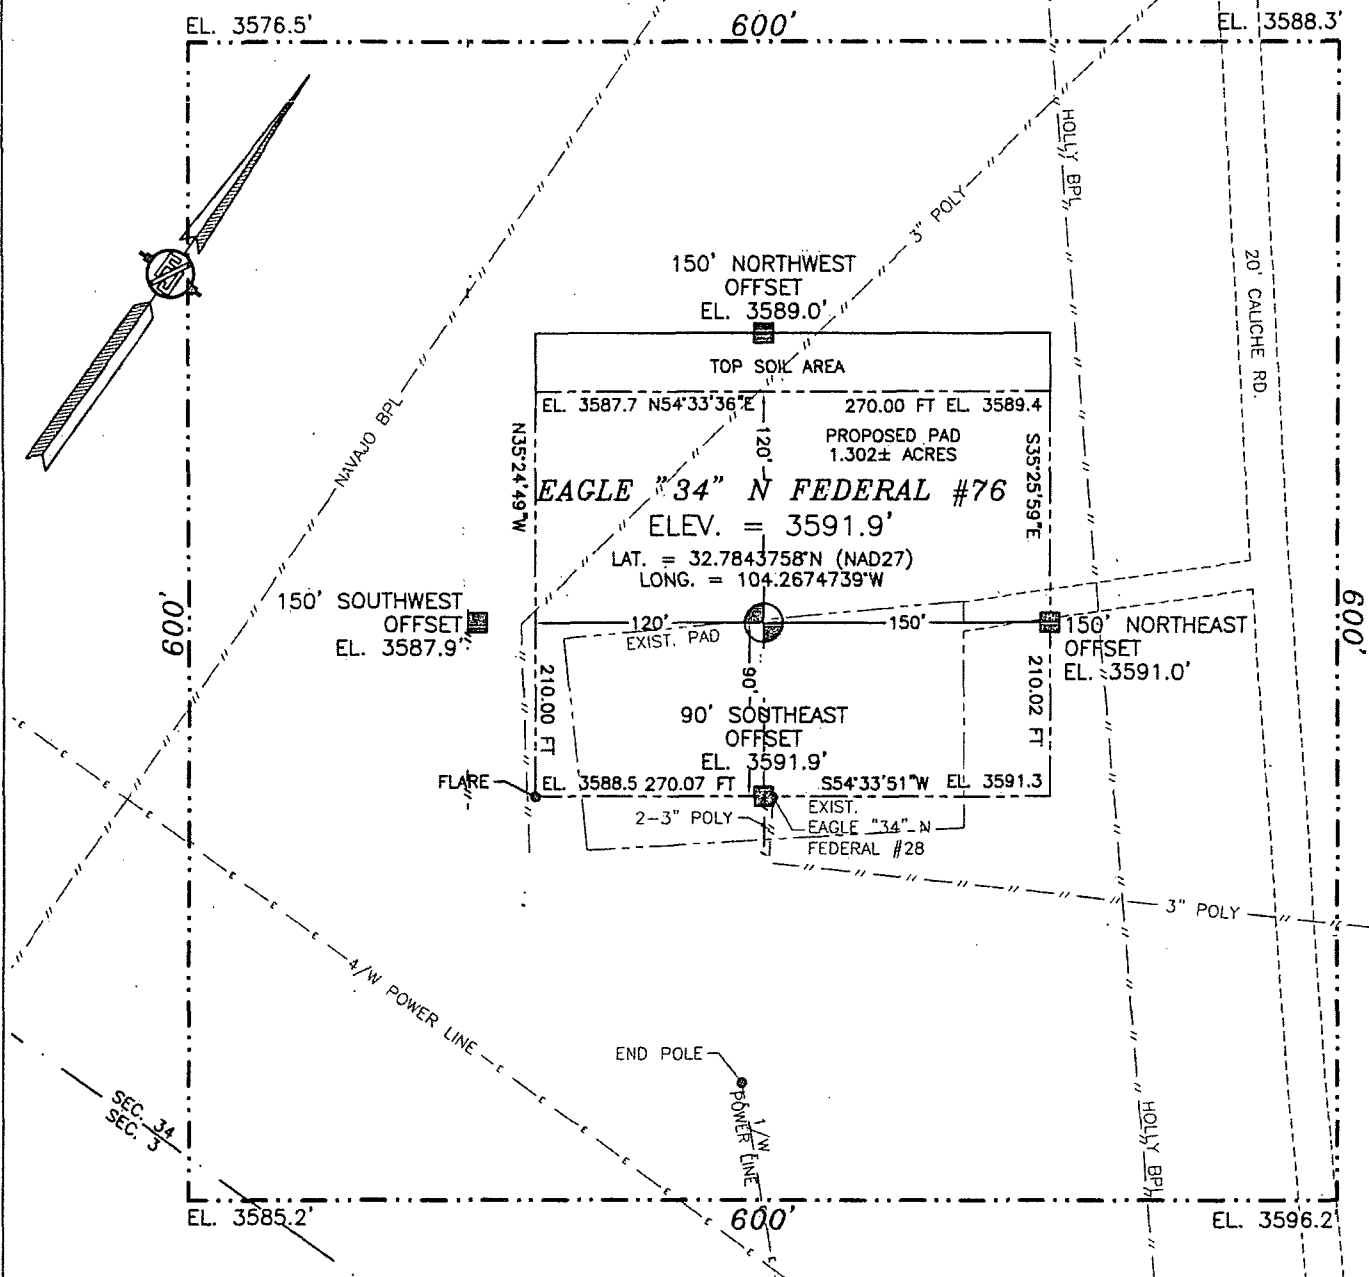 EL. 3576.5'
600'
EL. 3588.3'
HOLLY BPL
3" POLY
20' CALICHE RD.
150' NORTHWEST
OFFSET
EL. 3589.0'
TOP SOIL AREA
EL. 3587.7 N54°33'36"E
270.00 FT EL. 3589.4
NAVAJO BPL
N35°24'49"W
120'
PROPOSED PAD
1.302± ACRES
S35°25'59"E
EAGLE "34" N FEDERAL #76
ELEV. = 3591.9'
LAT. = 32.7843758°N (NAD27)
LONG. = 104.2674739°W
600'
150' SOUTHWEST
OFFSET
EL. 3587.9'
120'
EXIST. PAD
150'
150' NORTHEAST
OFFSET
EL. 3591.0'
600'
210.00 FT
90'
210.02 FT
90' SOUTHEAST
OFFSET
EL. 3591.9'
FLARE
EL. 3588.5 270.07 FT
S54°33'51"W EL. 3591.3
2-3" POLY
EXIST.
EAGLE "34" N
FEDERAL #28
3" POLY
4/W POWER LINE
END POLE
1/W
POWER LINE
HOLLY BPL
SEC. 34
SEC. 3
EL. 3585.2'
600'
EL. 3596.2'